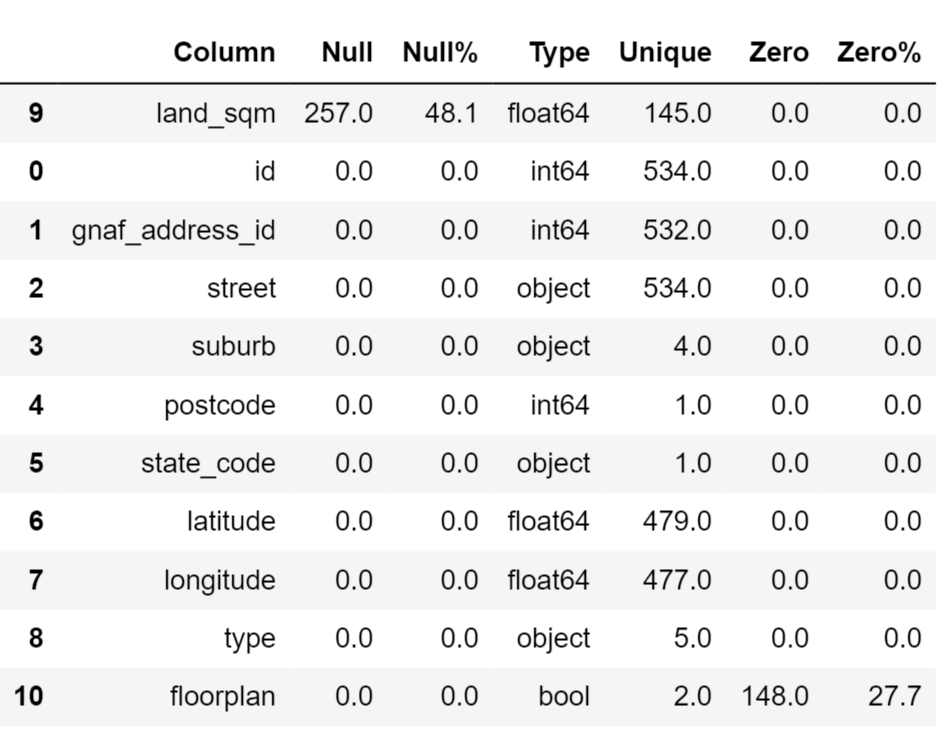 Column Null Null% Type Unique Zero Zero%
9 land_sqm 257.0 48.1 float64 145.0 0.0 0.0
0 id 0.0 0.0 int64 534.0 0.0 0.0
1 gnaf_address_id 0.0 0.0 int64 532.0 0.0 0.0
2 street 0.0 0.0 object 534.0 0.0 0.0
3 suburb 0.0 0.0 object 4.0 0.0 0.0
4 postcode 0.0 0.0 int64 1.0 0.0 0.0
5 state_code 0.0 0.0 object 1.0 0.0 0.0
6 latitude 0.0 0.0 float64 479.0 0.0 0.0
7 longitude 0.0 0.0 float64 477.0 0.0 0.0
8 type 0.0 0.0 object 5.0 0.0 0.0
10 floorplan 0.0 0.0 bool 2.0 148.0 27.7